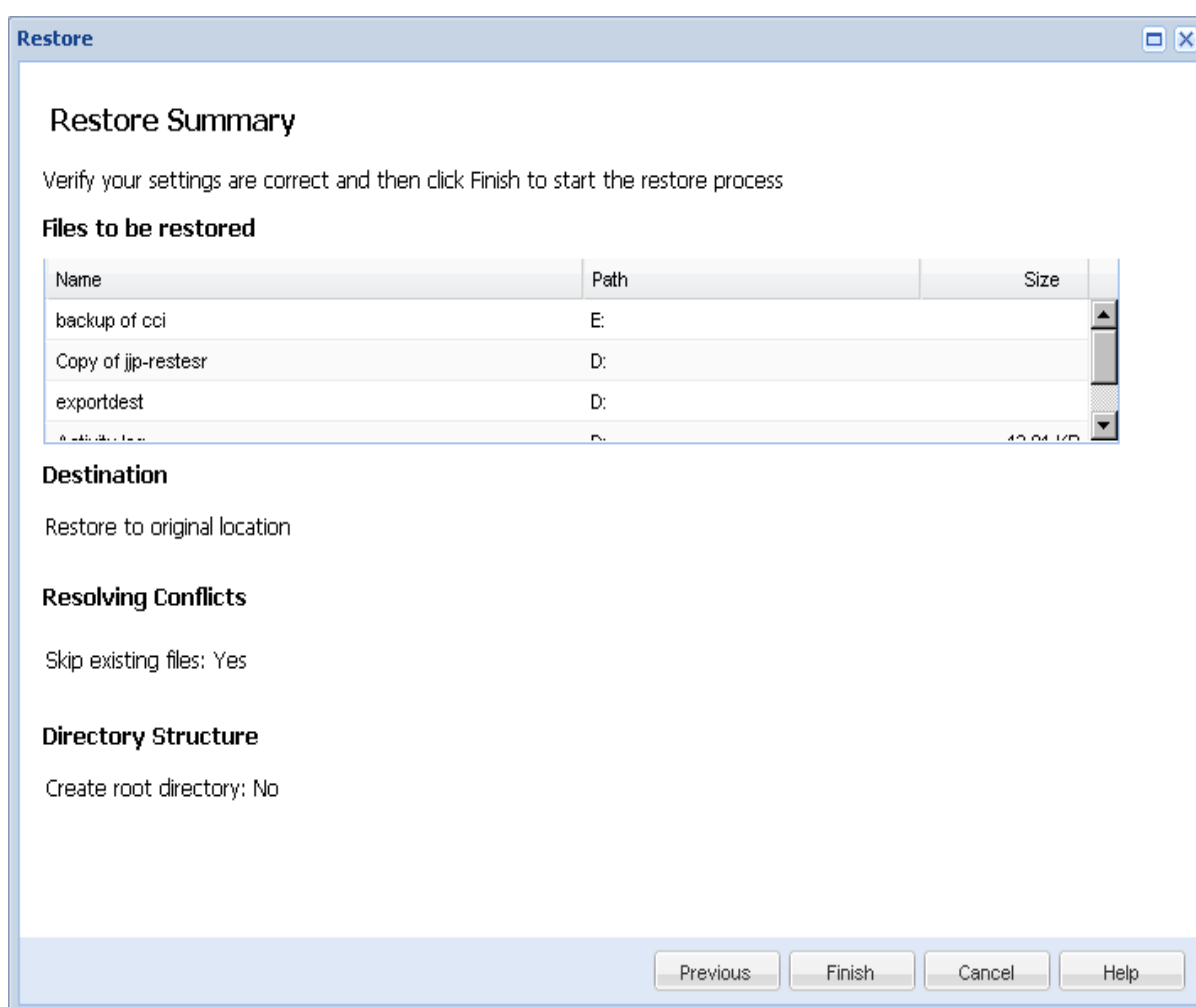 Restore
Restore Summary
Verify your settings are correct and then click Finish to start the restore process
Files to be restored
Name Path Size
backup of cci E:
Copy of jjp-restesr D:
exportdest D:
Destination
Restore to original location
Resolving Conflicts
Skip existing files: Yes
Directory Structure
Create root directory: No
Previous Finish Cancel Help